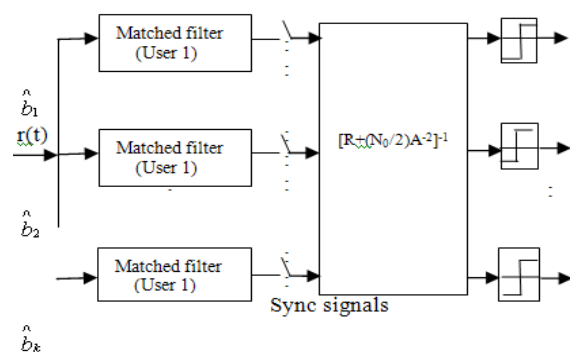 Matched filter
(User 1)
b̂₁
r(t)
Matched filter
(User 1)
[R+(N₀/2)A⁻²]⁻¹
b̂₂
Matched filter
(User 1)
Sync signals
b̂ₖ